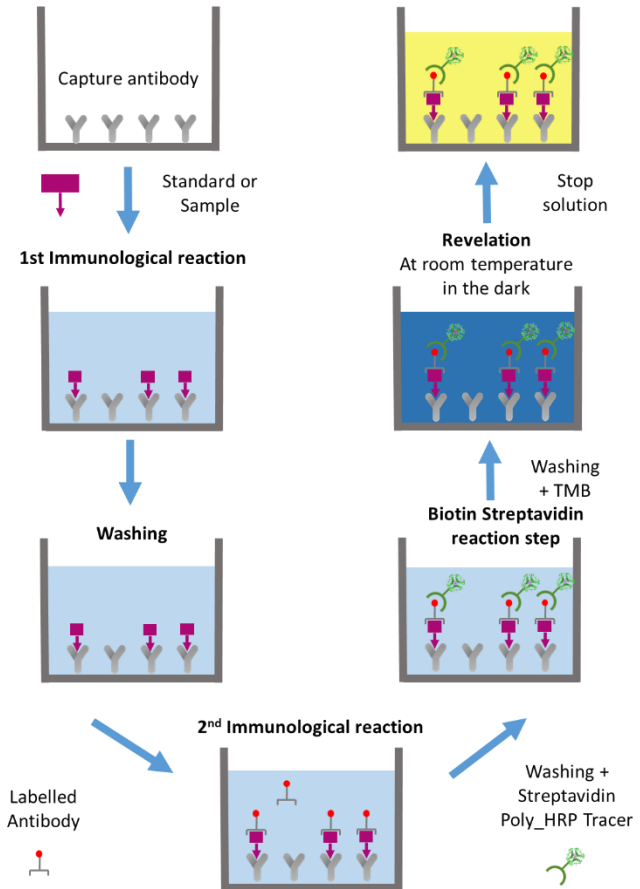 Capture antibody
Standard or
Sample
1st Immunological reaction
Washing
2nd Immunological reaction
Labelled
Antibody
Washing +
Streptavidin
Poly_HRP Tracer
Biotin Streptavidin
reaction step
Washing
+ TMB
Revelation
At room temperature
in the dark
Stop
solution